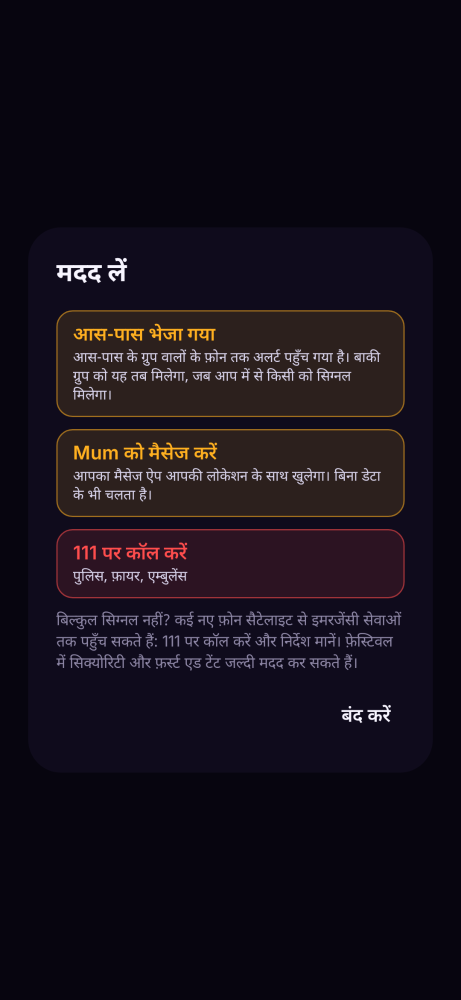 मदद लें
आस-पास भेजा गया
आस-पास के ग्रुप वालों के फ़ोन तक अलर्ट पहुँच गया है। बाकी
ग्रुप को यह तब मिलेगा, जब आप में से किसी को सिग्नल
मिलेगा।
Mum को मैसेज करें
आपका मैसेज ऐप आपकी लोकेशन के साथ खुलेगा। बिना डेटा
के भी चलता है।
111 पर कॉल करें
पुलिस, फ़ायर, एम्बुलेंस
बिल्कुल सिग्नल नहीं? कई नए फ़ोन सैटेलाइट से इमरजेंसी सेवाओं
तक पहुँच सकते हैं: 111 पर कॉल करें और निर्देश मानें। फ़ेस्टिवल
में सिक्योरिटी और फ़र्स्ट एड टेंट जल्दी मदद कर सकते हैं।
बंद करें